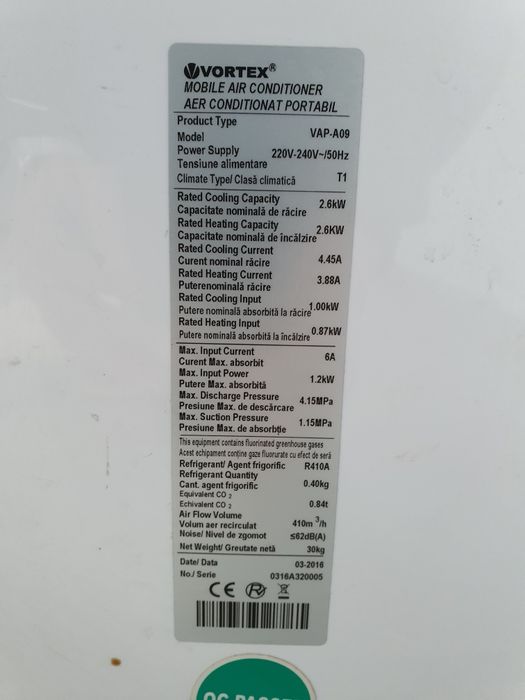 VORTEX®
MOBILE AIR CONDITIONER
AER CONDITIONAT PORTABIL
Product Type
Model VAP-A09
Power Supply 220V-240V~/50Hz
Tensiune alimentare
Climate Type/ Clasă climatică T1
Rated Cooling Capacity 2.6kW
Capacitate nominală de răcire
Rated Heating Capacity 2.6KW
Capacitate nominală de încălzire
Rated Cooling Current 4.45A
Curent nominal răcire
Rated Heating Current 3.88A
Puterenominală răcire
Rated Cooling Input 1.00kW
Putere nominală absorbită la răcire
Rated Heating Input 0.87kW
Putere nominală absorbită la încălzire
Max. Input Current 6A
Curent Max. absorbit
Max. Input Power 1.2kW
Putere Max. absorbită
Max. Discharge Pressure 4.15MPa
Presiune Max. de descărcare
Max. Suction Pressure 1.15MPa
Presiune Max. de absorbție
This equipment contains fluorinated greenhouse gases
Acest echipament conține gaze fluorurate cu efect de seră
Refrigerant/ Agent frigorific R410A
Refrigerant Quantity
Cant. agent frigorific 0.40kg
Equivalent CO2
Echivalent CO2 0.84t
Air Flow Volume
Volum aer recirculat 410m³/h
Noise/ Nivel de zgomot ≤62dB(A)
Net Weight/ Greutate netă 30kg
Date/ Data 03-2016
No./ Serie 0316A320005
CE